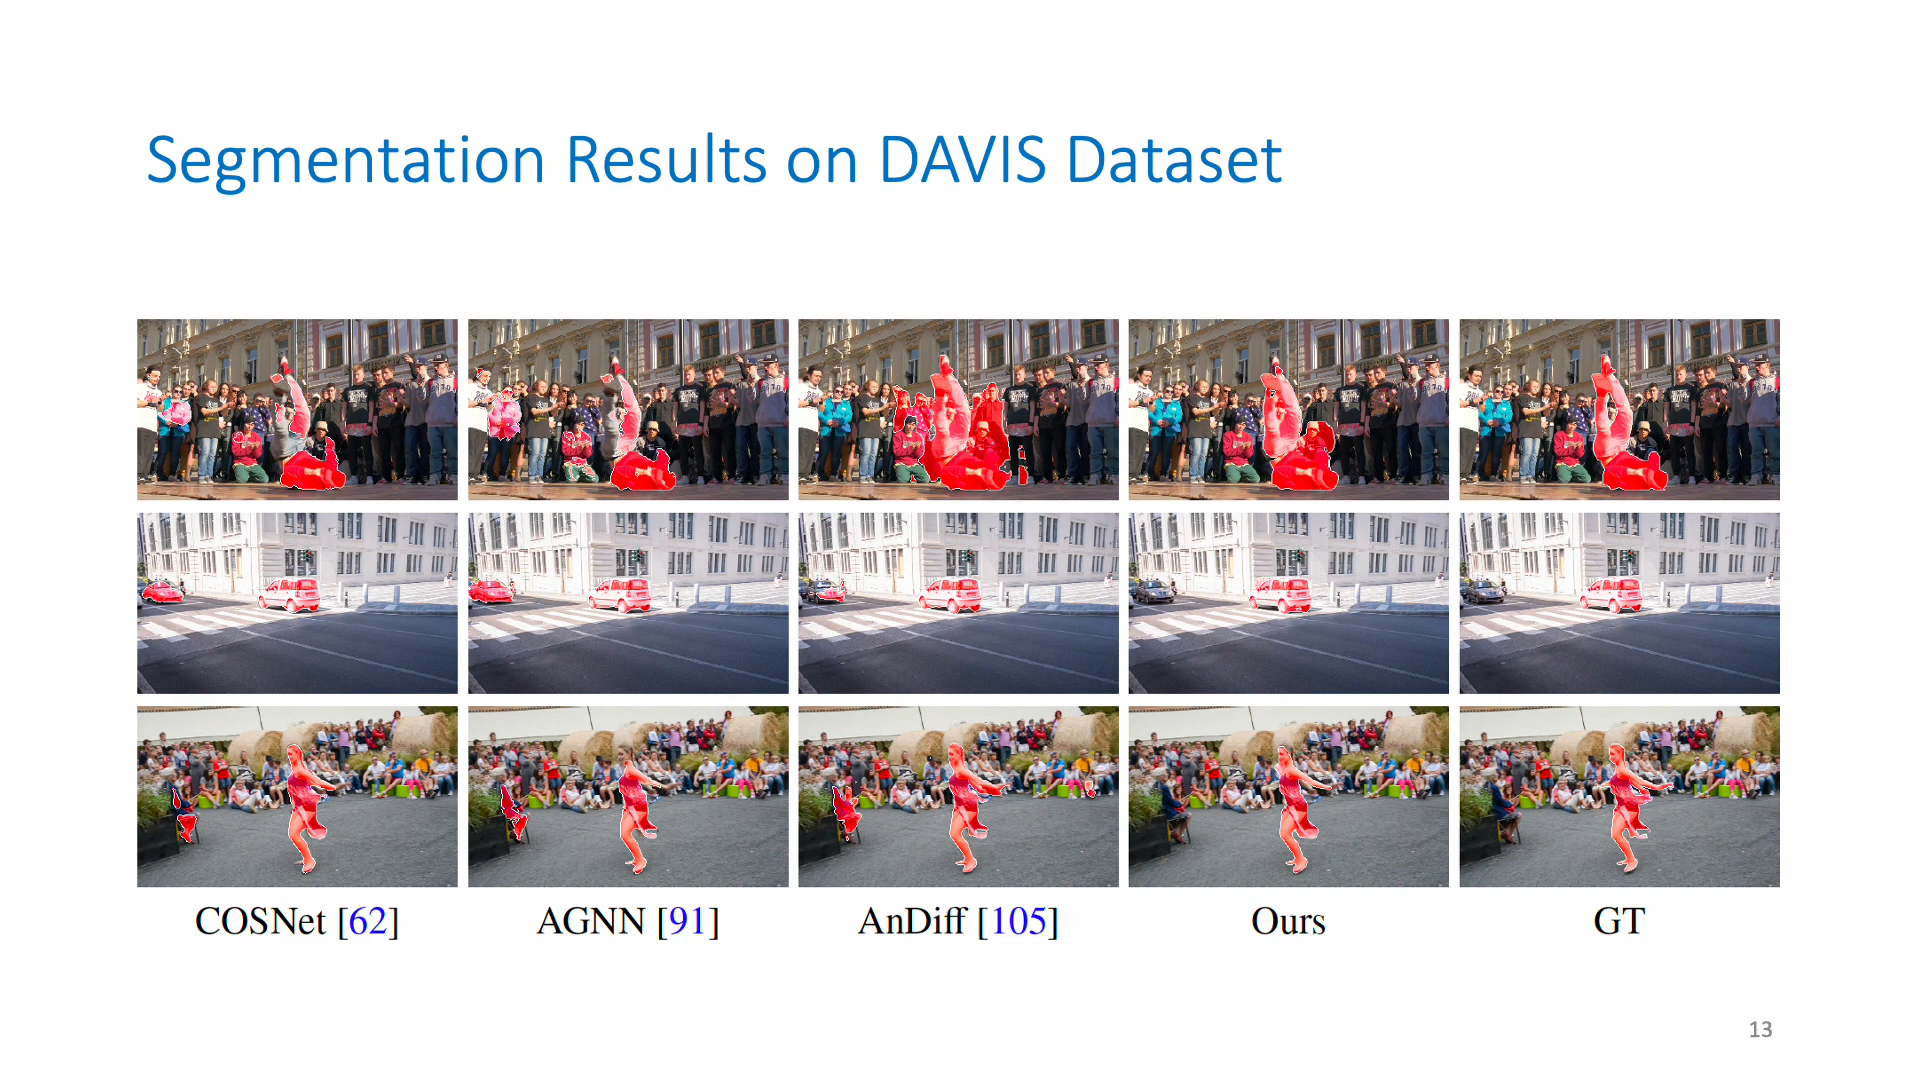 Segmentation Results on DAVIS Dataset
COSNet [62] AGNN [91] AnDiff [105] Ours GT
13